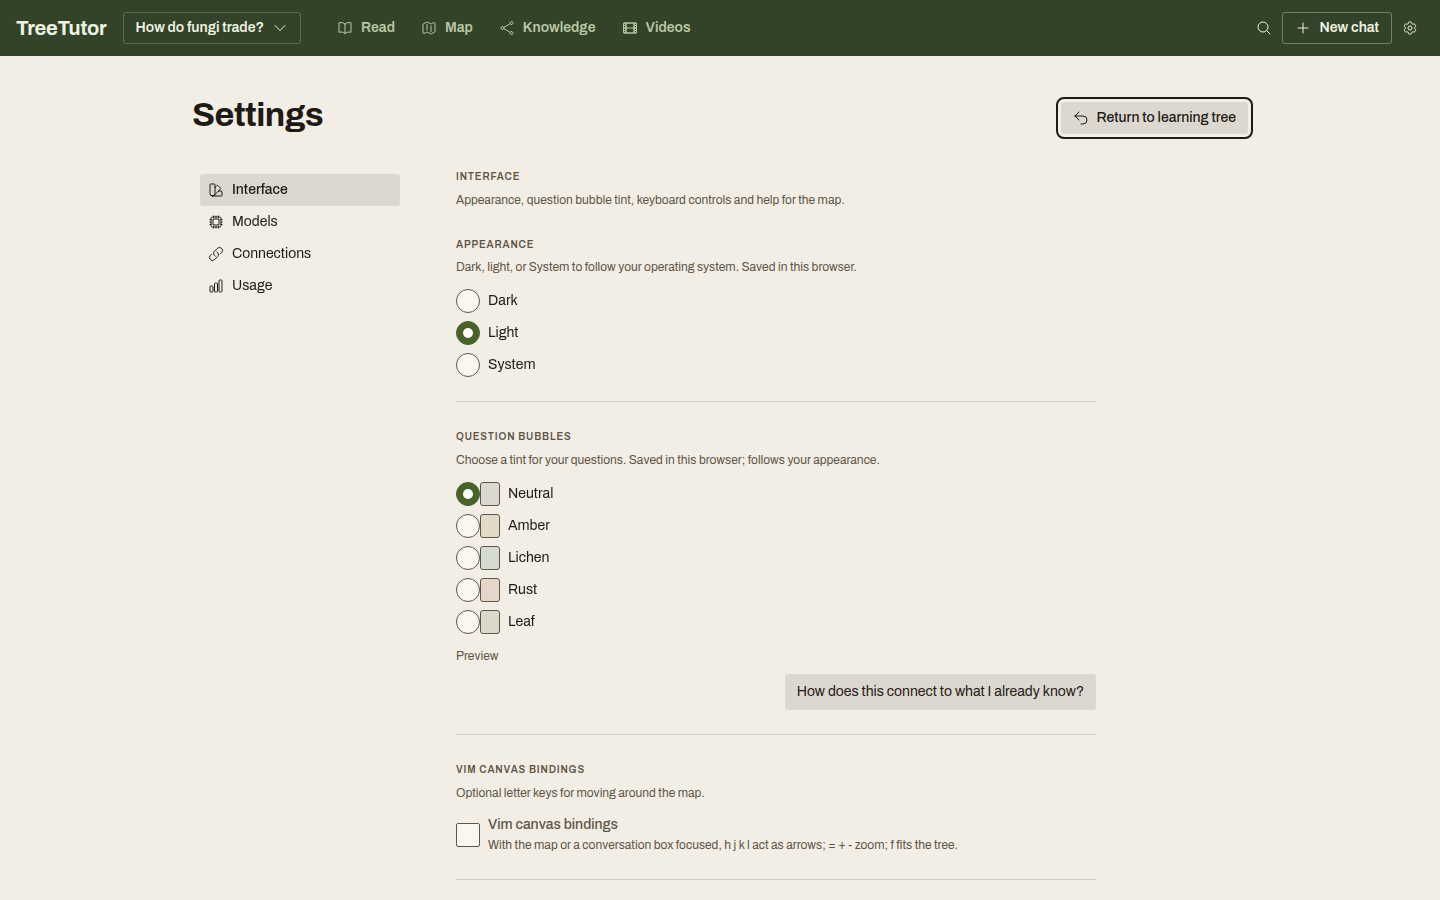 TreeTutor
How do fungi trade?
Read
Map
Knowledge
Videos
New chat
Settings
Return to learning tree
Interface
Models
Connections
Usage
INTERFACE
Appearance, question bubble tint, keyboard controls and help for the map.
APPEARANCE
Dark, light, or System to follow your operating system. Saved in this browser.
Dark
Light
System
QUESTION BUBBLES
Choose a tint for your questions. Saved in this browser; follows your appearance.
Neutral
Amber
Lichen
Rust
Leaf
Preview
How does this connect to what I already know?
VIM CANVAS BINDINGS
Optional letter keys for moving around the map.
Vim canvas bindings
With the map or a conversation box focused, h j k l act as arrows; = + - zoom; f fits the tree.